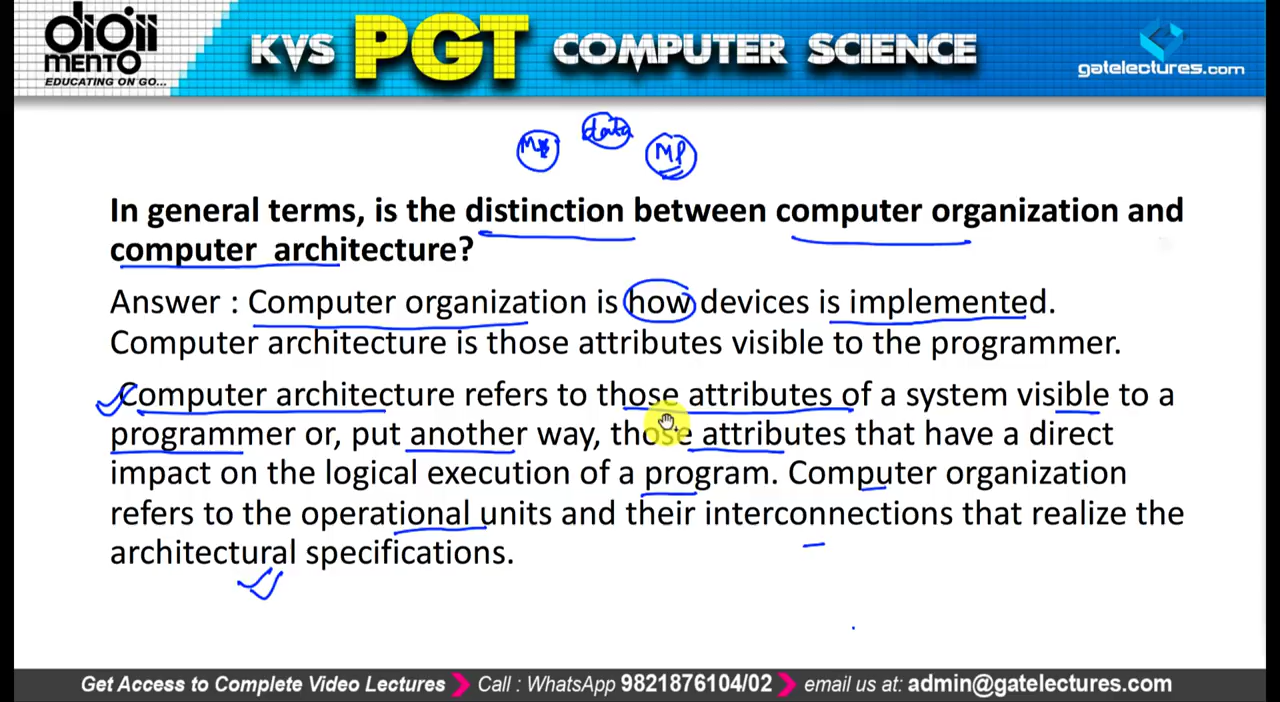 digii
MENTO
EDUCATING ON GO...
KVS PGT COMPUTER SCIENCE
gatelectures.com
data
MP
In general terms, is the distinction between computer organization and
computer architecture?
Answer : Computer organization is how devices is implemented.
Computer architecture is those attributes visible to the programmer.
Computer architecture refers to those attributes of a system visible to a
programmer or, put another way, those attributes that have a direct
impact on the logical execution of a program. Computer organization
refers to the operational units and their interconnections that realize the
architectural specifications.
Get Access to Complete Video Lectures Call : WhatsApp 9821876104/02 email us at: admin@gatelectures.com